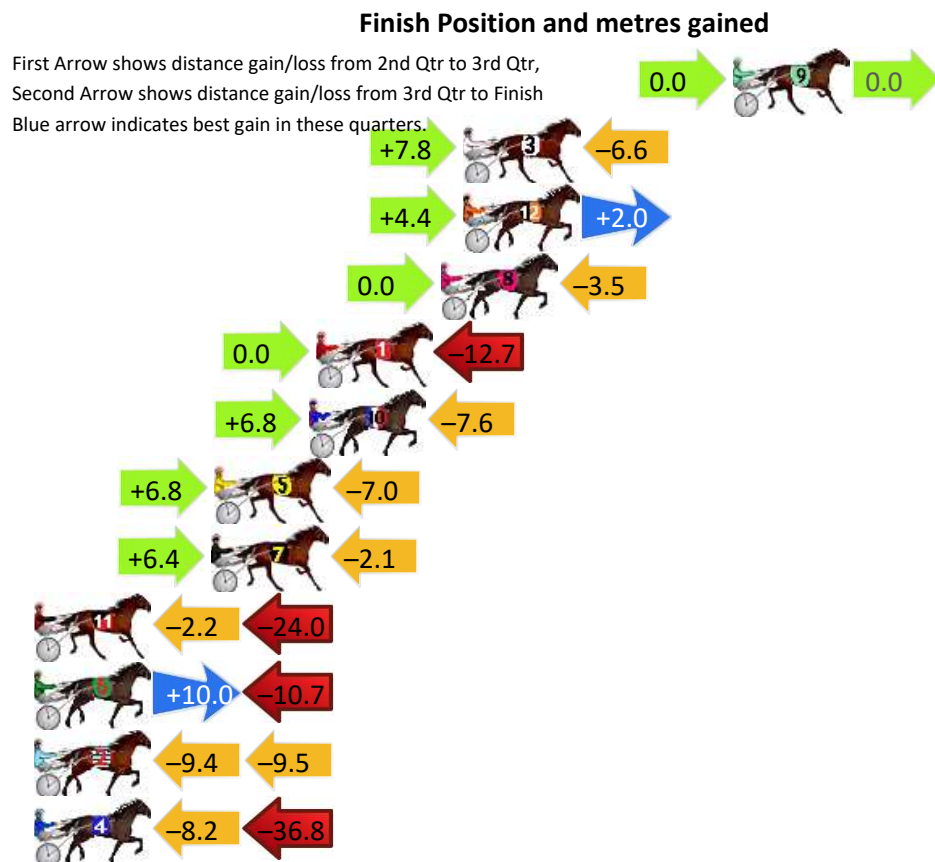 Finish Position and metres gained
First Arrow shows distance gain/loss from 2nd Qtr to 3rd Qtr,
Second Arrow shows distance gain/loss from 3rd Qtr to Finish
Blue arrow indicates best gain in these quarters.
0.0 9 0.0
+7.8 3 –6.6
+4.4 12 +2.0
0.0 8 –3.5
0.0 1 –12.7
+6.8 10 –7.6
+6.8 5 –7.0
+6.4 7 –2.1
11 –2.2 –24.0
6 +10.0 –10.7
2 –9.4 –9.5
4 –8.2 –36.8